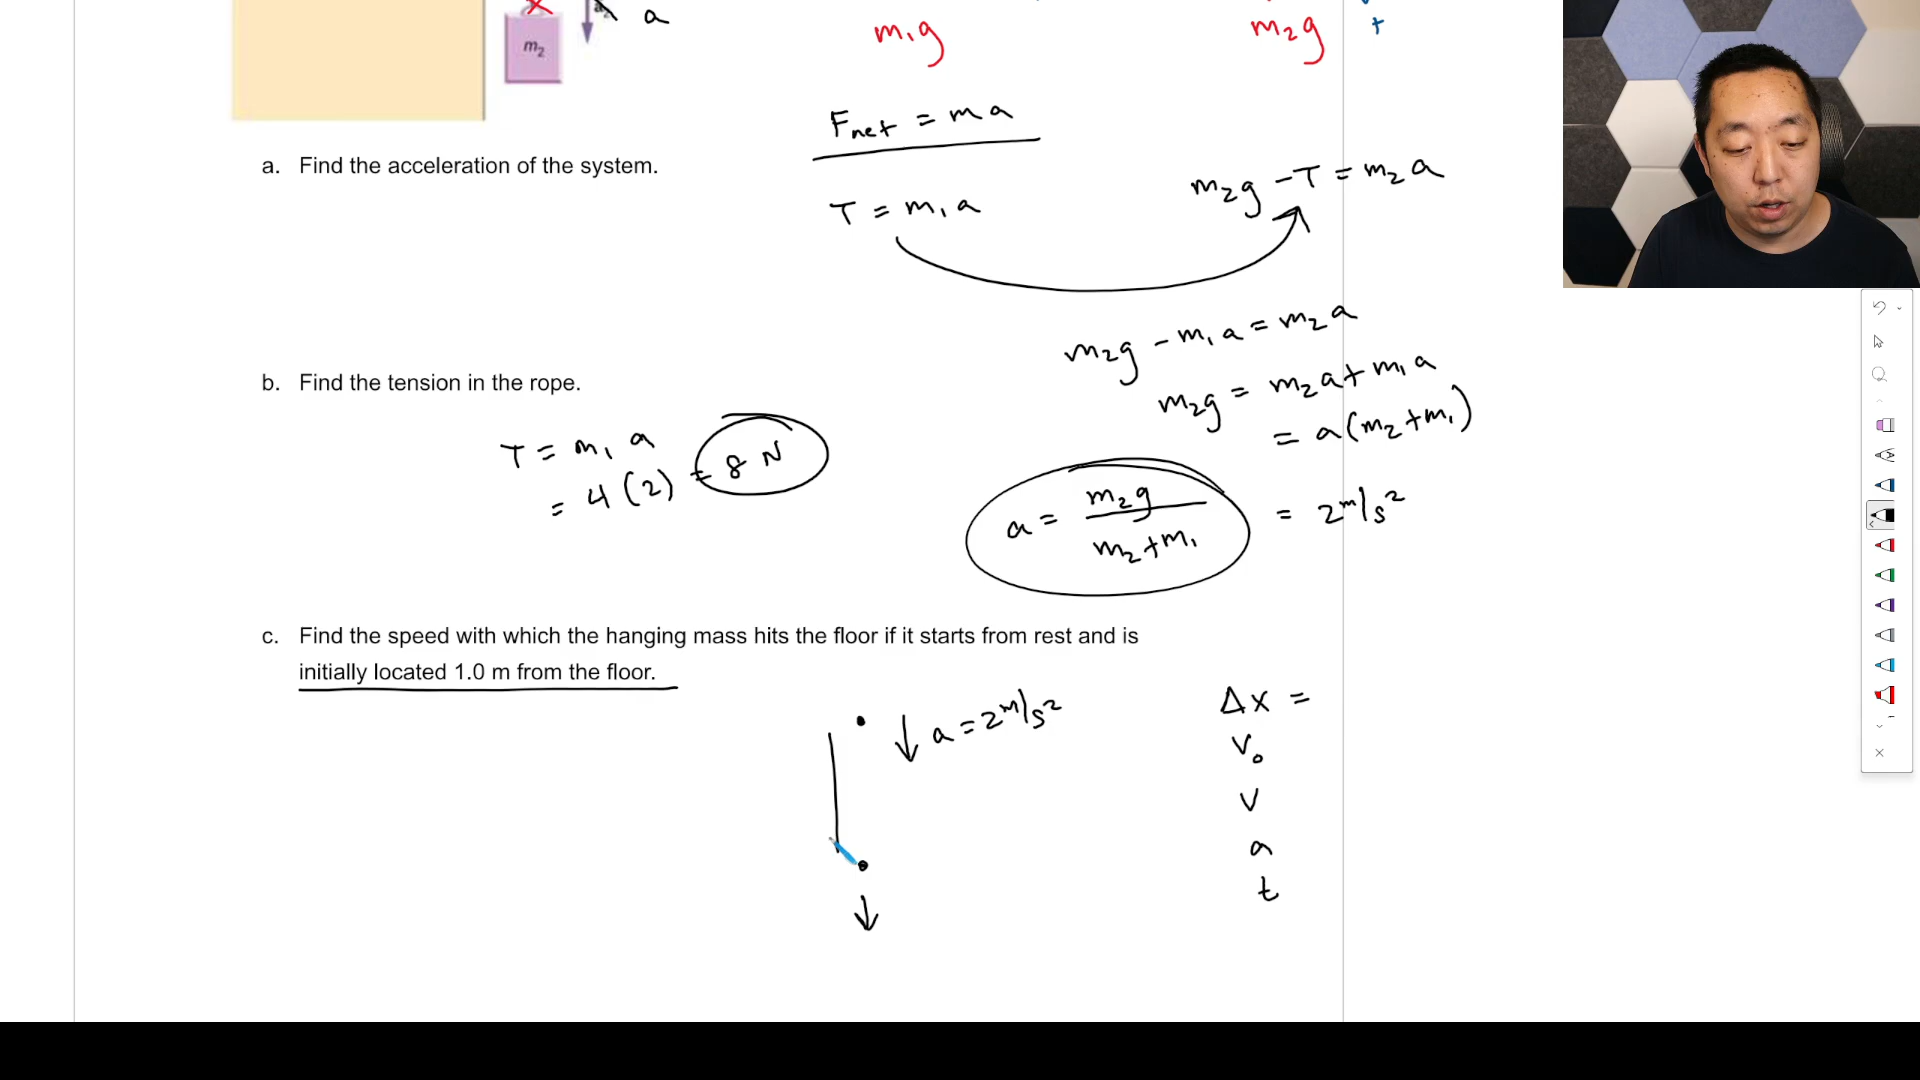 a
m₂
m₁g
m₂g
+
Fnet = ma
a. Find the acceleration of the system.
m₂g - T = m₂a
T = m₁a
m₂g - m₁a = m₂a
b. Find the tension in the rope.
m₂g = m₂a + m₁a
T = m₁a
= a(m₂+m₁)
= 4(2) = 8 N
a = m₂g / m₂+m₁ = 2 m/s²
c. Find the speed with which the hanging mass hits the floor if it starts from rest and is
initially located 1.0 m from the floor.
↓ a = 2 m/s²
Δx =
v₀
v
a
t